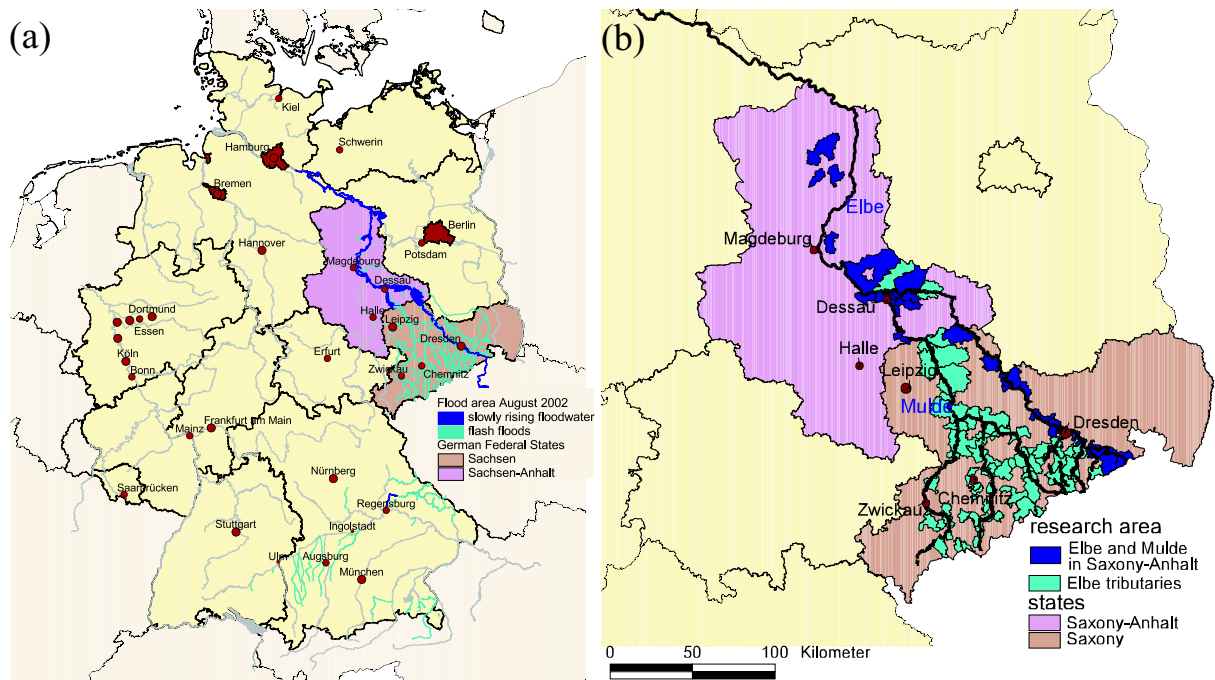 (a)
Kiel
Schwerin
Hamburg
Bremen
Berlin
Potsdam
Hannover
Magdebourg
Dessau
Dortmund
Essen
Halle
Leipzig
Dresden
Köln
Bonn
Erfurt
Zwickau
Chemnitz
Flood area August 2002
slowly rising floodwater
flash floods
German Federal States
Sachsen
Sachsen-Anhalt
Frankfurt am Main
Mainz
Saarbrücken
Nürnberg
Regensburg
Stuttgart
Ingolstadt
Ulm
Augsburg
München
(b)
Elbe
Magdeburg
Dessau
Halle
Leipzig
Mulde
Dresden
Chemnitz
Zwickau
research area
Elbe and Mulde
in Saxony-Anhalt
Elbe tributaries
states
Saxony-Anhalt
Saxony
0 50 100 Kilometer